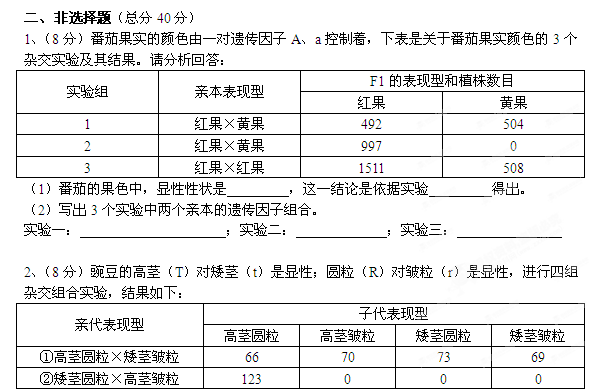 二、非选择题（总分 40 分）
1、（8 分）番茄果实的颜色由一对遗传因子 A、a 控制着，下表是关于番茄果实颜色的 3 个
杂交实验及其结果。请分析回答：
实验组 亲本表现型 F1 的表现型和植株数目
红果 黄果
1 红果×黄果 492 504
2 红果×黄果 997 0
3 红果×红果 1511 508
（1）番茄的果色中，显性性状是________，这一结论是依据实验________得出。
（2）写出 3 个实验中两个亲本的遗传因子组合。
实验一：________________；实验二：____________；实验三：______________
2、（8 分）豌豆的高茎（T）对矮茎（t）是显性；圆粒（R）对皱粒（r）是显性，进行四组
杂交组合实验，结果如下：
亲代表现型 子代表现型
高茎圆粒 高茎皱粒 矮茎圆粒 矮茎皱粒
①高茎圆粒×矮茎皱粒 66 70 73 69
②矮茎圆粒×高茎皱粒 123 0 0 0